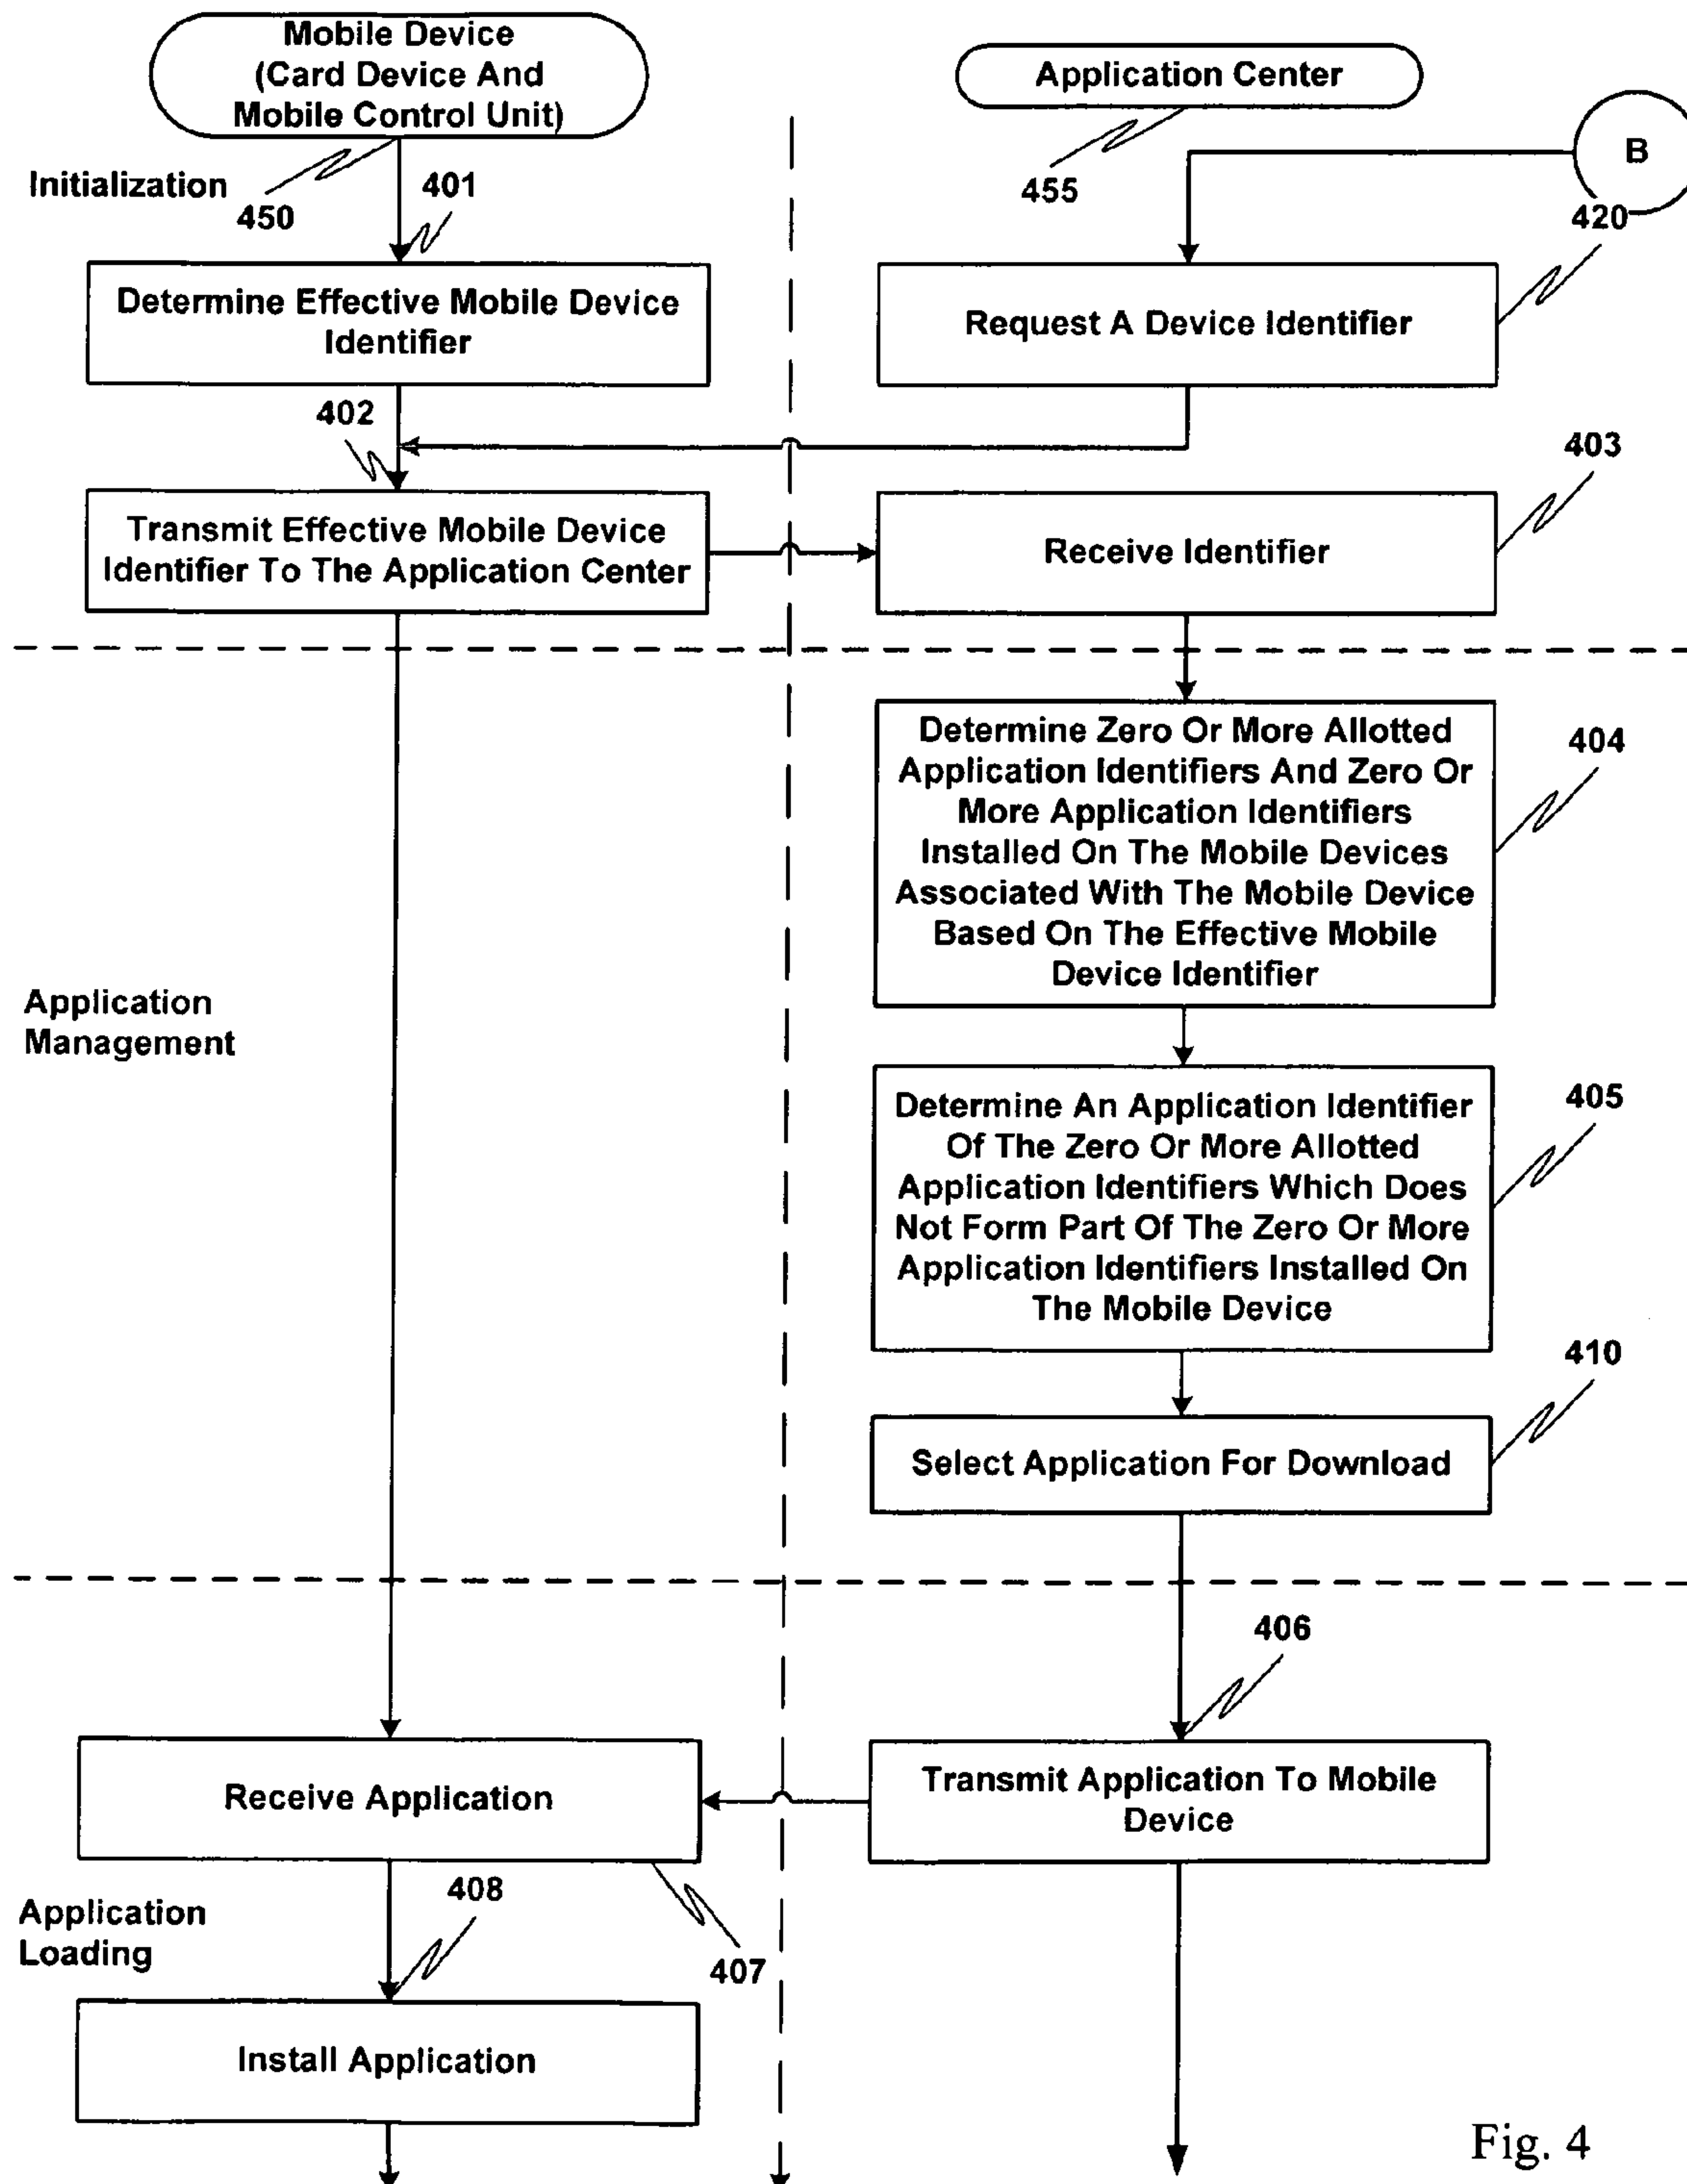 Mobile Device
(Card Device And
Mobile Control Unit)
Application Center
B
Initialization
450
401
455
420
Determine Effective Mobile Device
Identifier
Request A Device Identifier
402
403
Transmit Effective Mobile Device
Identifier To The Application Center
Receive Identifier
Determine Zero Or More Allotted
Application Identifiers And Zero Or
More Application Identifiers
Installed On The Mobile Devices
Associated With The Mobile Device
Based On The Effective Mobile
Device Identifier
404
Application
Management
Determine An Application Identifier
Of The Zero Or More Allotted
Application Identifiers Which Does
Not Form Part Of The Zero Or More
Application Identifiers Installed On
The Mobile Device
405
410
Select Application For Download
406
Receive Application
Transmit Application To Mobile
Device
408
407
Application
Loading
Install Application
Fig. 4